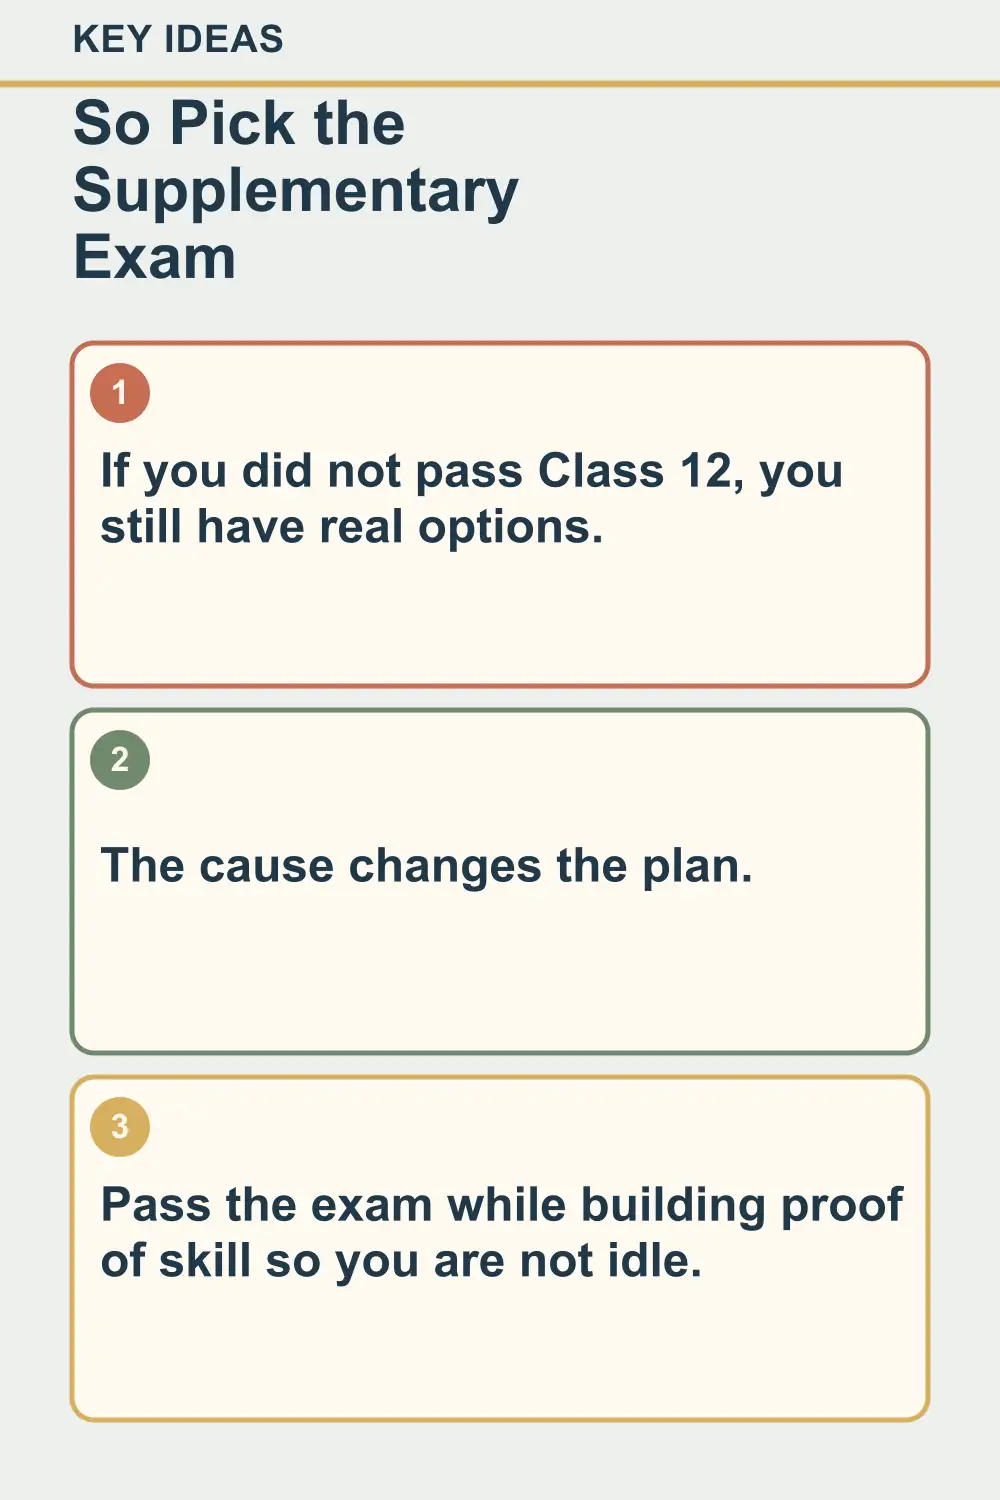 KEY IDEAS
So Pick the
Supplementary
Exam
1
If you did not pass Class 12, you
still have real options.
2
The cause changes the plan.
3
Pass the exam while building proof
of skill so you are not idle.